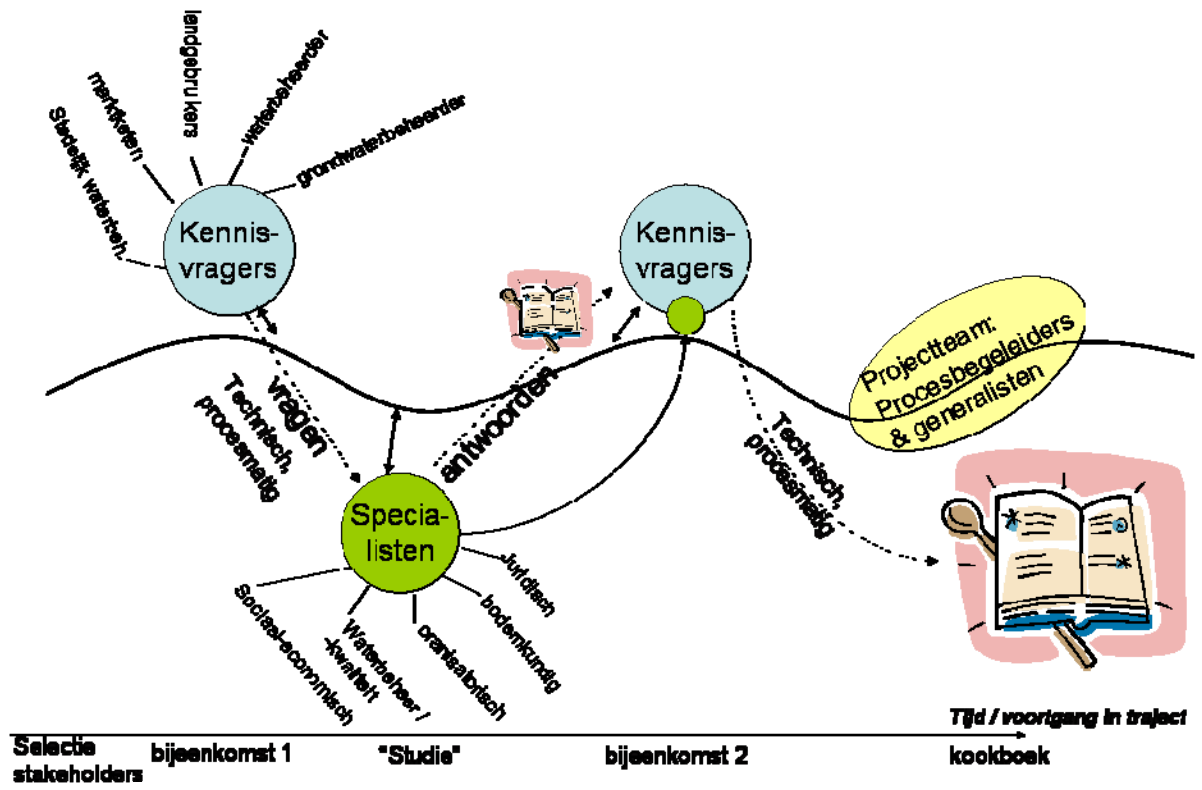 Stedelijk waterbeh.
marktketen
landgebruikers
waterbeheerder
grondwaterbeheerder
Kennis-
vragers
Kennis-
vragers
vragen
Technisch,
procesmatig
antwoorden
Technisch,
procesmatig
Projectteam:
Procesbegeleiders
& generalisten
Specia-
listen
Sociaal-economisch
Waterbeheer /
-kwaliteit
oranisatorisch
bodemkundig
Juridisch
Tijd / voortgang in traject
Selectie
stakeholders
bijeenkomst 1
"Studie"
bijeenkomst 2
kookboek